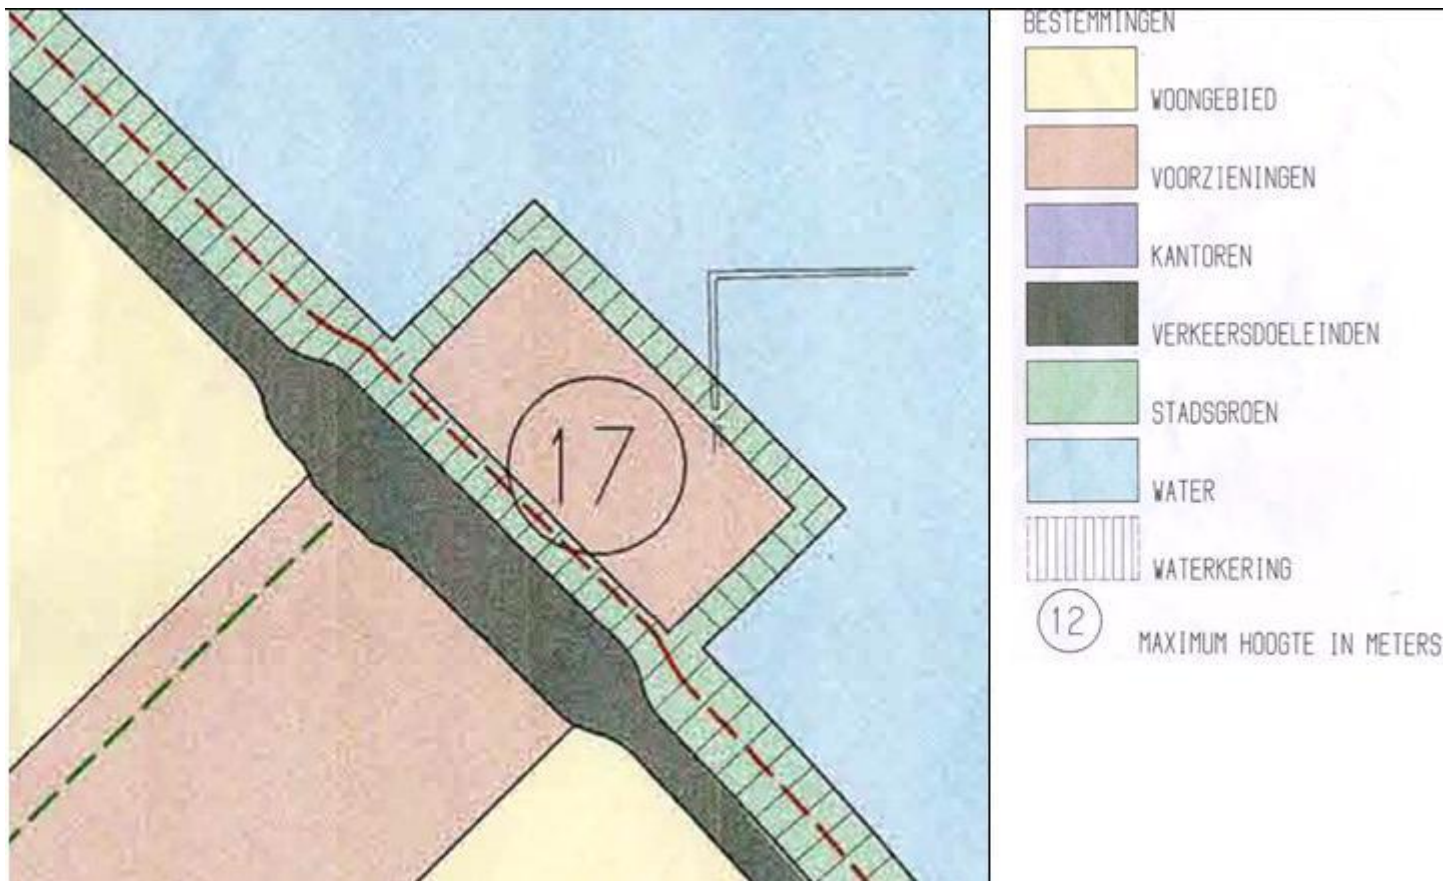 BESTEMMINGEN
WOONGEBIED
VOORZIENINGEN
KANTOREN
VERKEERSDOELEINDEN
STADSGROEN
WATER
WATERKERING
12 MAXIMUM HOOGTE IN METERS
17